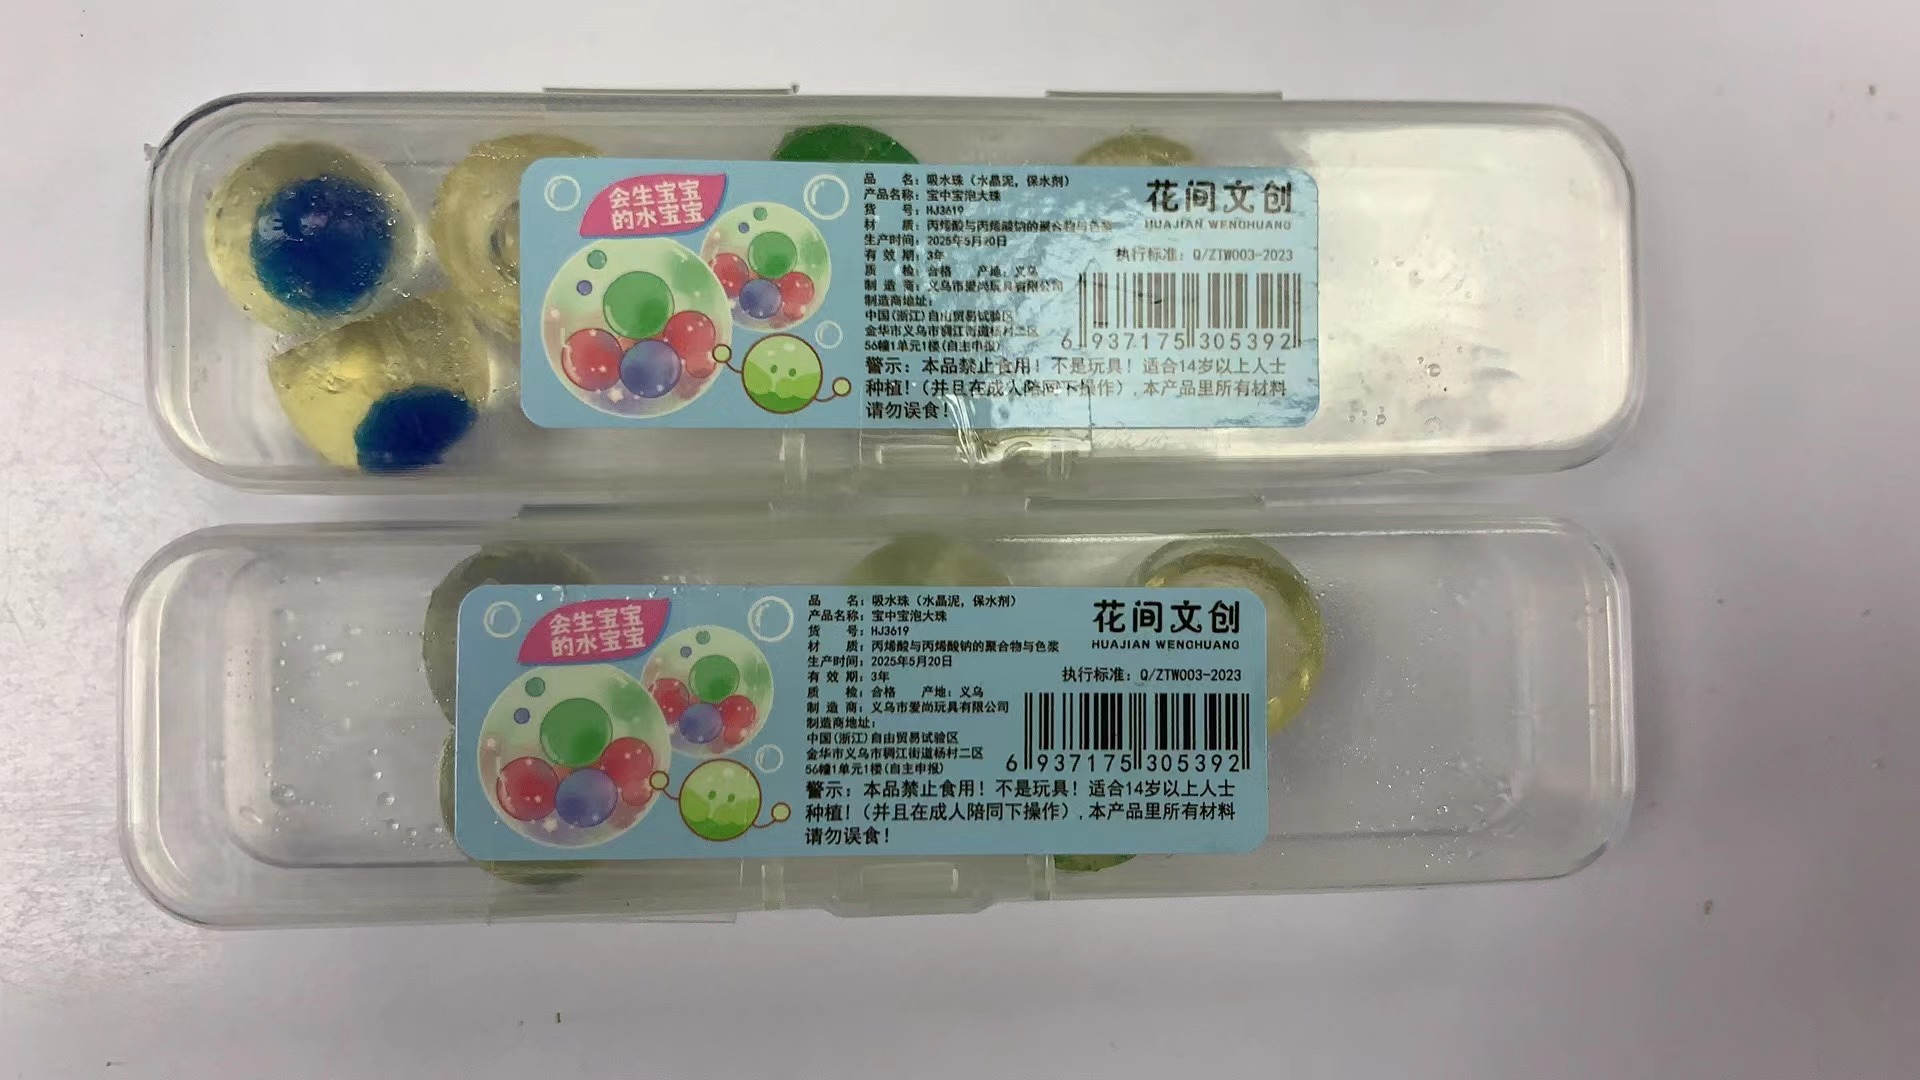 会生宝宝
的水宝宝
品 名：吸水珠（水晶泥，保水剂）
产品名称：宝中宝泡大珠
货 号：HJ3619
材 质：丙烯酸与丙烯酸钠的聚合物与色浆
生产时间：2025年5月20日
有 效 期：3年
质 检：合格 产地：义乌
制 造 商：义乌市爱尚玩具有限公司
制造商地址：
中国(浙江)自由贸易试验区
金华市义乌市稠江街道杨村二区
56幢1单元1楼(自主申报)
花间文创
HUAJIAN WENCHUANG
执行标准：Q/ZTW003-2023
6 937175 305392
警示：本品禁止食用！不是玩具！适合14岁以上人士
种植！（并且在成人陪同下操作），本产品里所有材料
请勿误食！
会生宝宝
的水宝宝
品 名：吸水珠（水晶泥，保水剂）
产品名称：宝中宝泡大珠
货 号：HJ3619
材 质：丙烯酸与丙烯酸钠的聚合物与色浆
生产时间：2025年5月20日
有 效 期：3年
质 检：合格 产地：义乌
制 造 商：义乌市爱尚玩具有限公司
制造商地址：
中国(浙江)自由贸易试验区
金华市义乌市稠江街道杨村二区
56幢1单元1楼(自主申报)
花间文创
HUAJIAN WENCHUANG
执行标准：Q/ZTW003-2023
6 937175 305392
警示：本品禁止食用！不是玩具！适合14岁以上人士
种植！（并且在成人陪同下操作），本产品里所有材料
请勿误食！